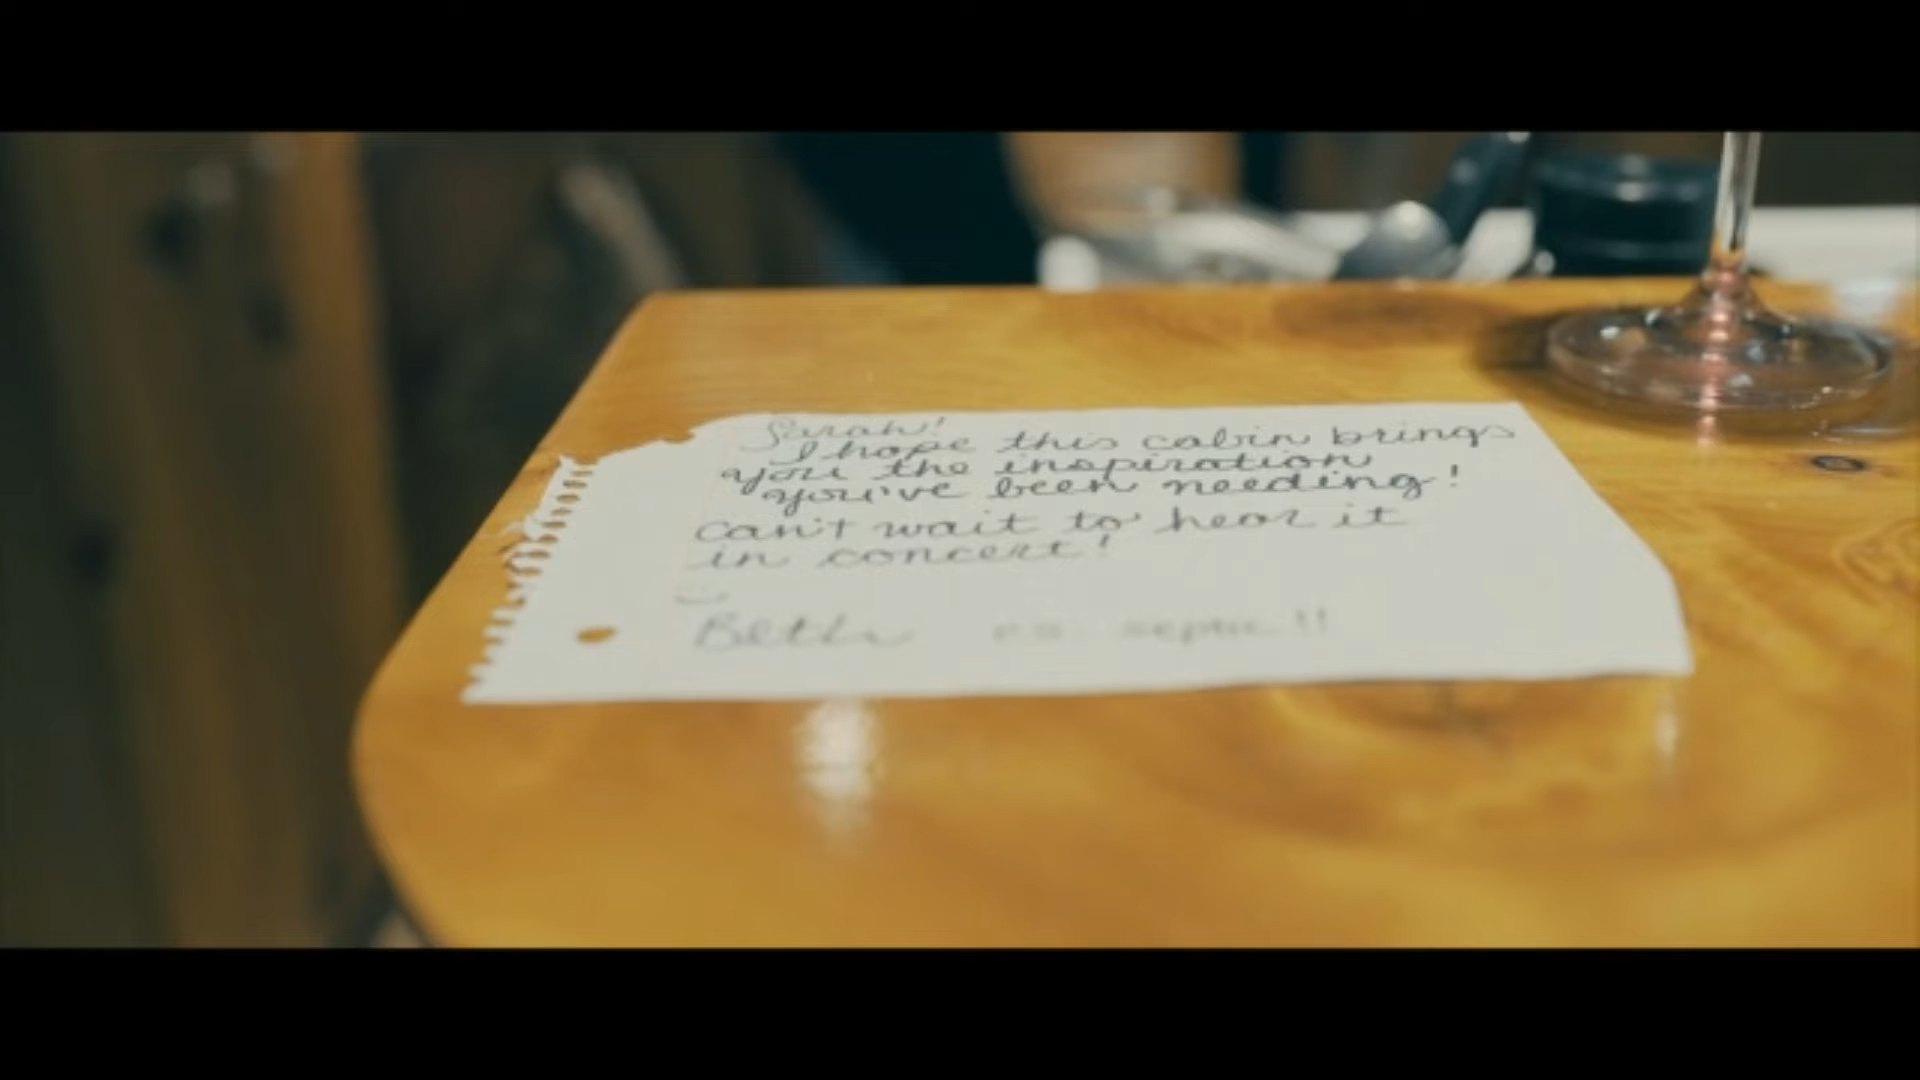 Sarah!
I hope this cabin brings
you the inspiration
you've been needing!
can't wait to hear it
in concert!
Beth P.S. septic!!